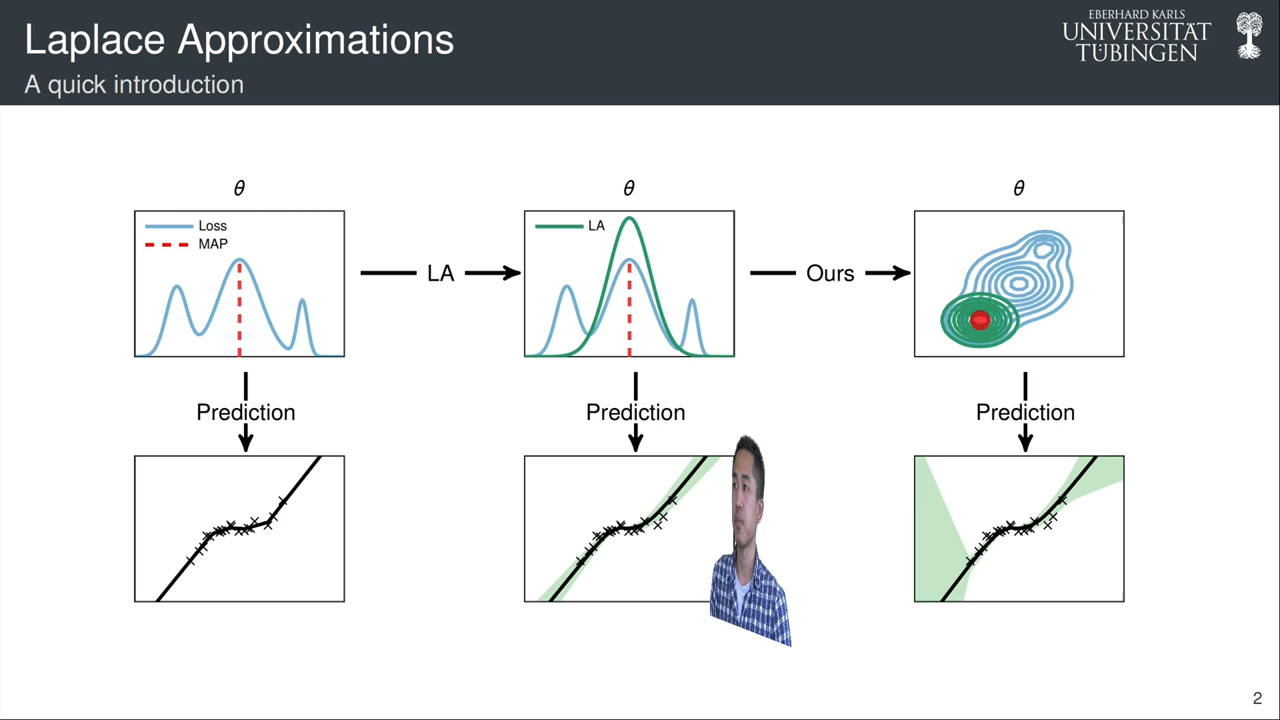 Laplace Approximations
A quick introduction
EBERHARD KARLS
UNIVERSITÄT
TÜBINGEN
θ
θ
θ
Loss
MAP
LA
LA
Ours
Prediction
Prediction
Prediction
2